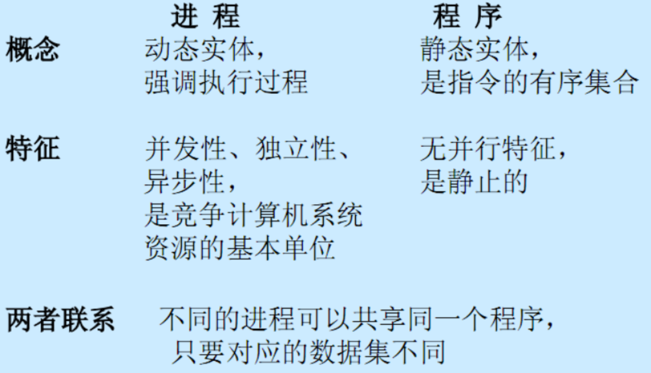 进 程 程 序
概念 动态实体， 静态实体，
强调执行过程 是指令的有序集合
特征 并发性、独立性、 无并行特征，
异步性， 是静止的
是竞争计算机系统
资源的基本单位
两者联系 不同的进程可以共享同一个程序，
只要对应的数据集不同